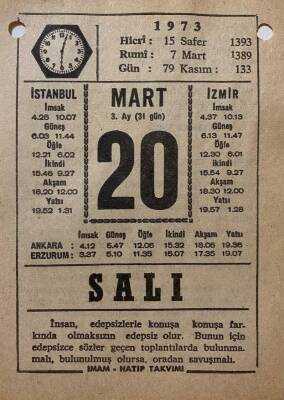 1973
Hicrî : 15 Safer 1393
Rumî : 7 Mart 1389
Gün : 79 Kasım : 133
İSTANBUL
İmsak
4.26 10.07
Güneş
6.03 11.44
Öğle
12.21 6.02
İkindi
15.46 9.27
Akşam
18.20 12.00
Yatsı
19.52 1.31
MART
3. Ay (31 gün)
20
İZMİR
İmsak
4.37 10.13
Güneş
6.13 11.47
Öğle
12.30 6.01
İkindi
15.54 9.27
Akşam
18.30 12.00
Yatsı
19.57 1.28
İmsak Güneş Öğle İkindi Akşam Yatsı
ANKARA : 4.12 5.47 12.06 15.32 18.06 19.36
ERZURUM : 3.37 5.10 11.35 15.07 17.35 19.07
SALI
İnsan, edepsizlerle konuşa konuşa far-
kında olmaksızın edepsiz olur. Bunun için
edepsizce sözler geçen toplantılarda bulunma
malı, bulunulmuş olursa, oradan savuşmalı.
İMAM - HATİP TAKVİMİ